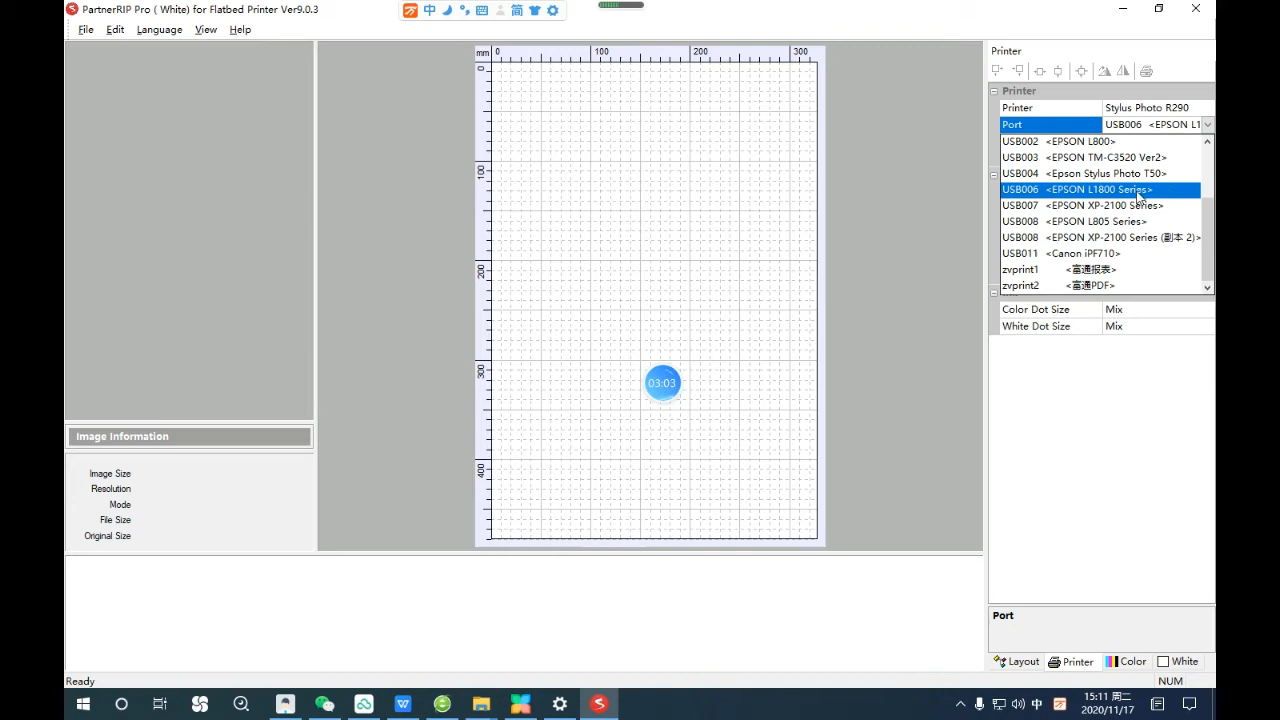 PartnerRIP Pro ( White) for Flatbed Printer Ver9.0.3
中
简
File Edit Language View Help
mm 0 100 200 300
0
100
200
300
400
03:03
Image Information
Image Size
Resolution
Mode
File Size
Original Size
Printer
Printer
Printer Stylus Photo R290
Port USB006 <EPSON L1
USB002 <EPSON L800>
USB003 <EPSON TM-C3520 Ver2>
USB004 <Epson Stylus Photo T50>
USB006 <EPSON L1800 Series>
USB007 <EPSON XP-2100 Series>
USB008 <EPSON L805 Series>
USB008 <EPSON XP-2100 Series (副本 2)>
USB011 <Canon iPF710>
zvprint1 <富通报表>
zvprint2 <富通PDF>
Color Dot Size Mix
White Dot Size Mix
Port
Layout Printer Color White
Ready NUM
中 15:11 周二
2020/11/17